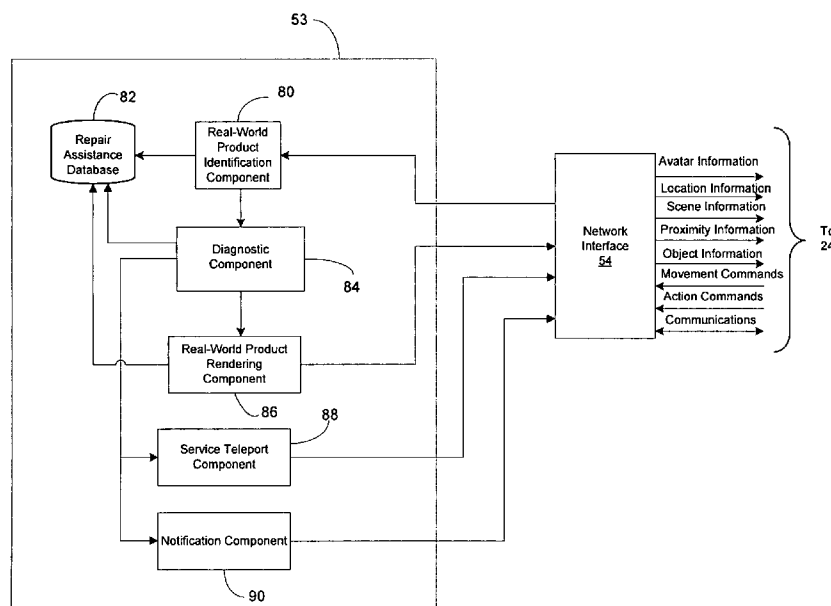 53
82
80
Repair
Assistance
Database
Real-World
Product
Identification
Component
Diagnostic
Component
84
Real-World Product
Rendering
Component
86
88
Service Teleport
Component
Notification Component
90
Network
Interface
54
Avatar Information
Location Information
Scene Information
Proximity Information
Object Information
Movement Commands
Action Commands
Communications
To
24